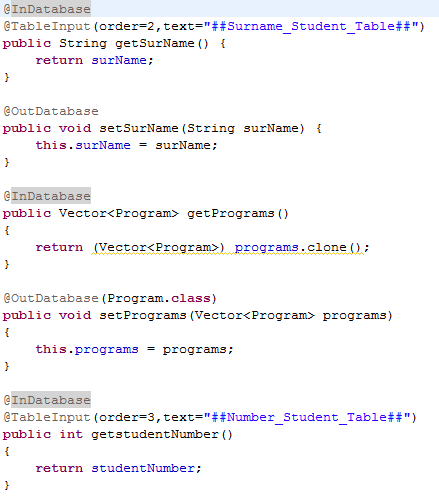 @InDatabase
@TableInput(order=2,text="##Surname_Student_Table##")
public String getSurName() {
    return surName;
}

@OutDatabase
public void setSurName(String surName) {
    this.surName = surName;
}

@InDatabase
public Vector<Program> getPrograms()
{
    return (Vector<Program>) programs.clone();
}

@OutDatabase(Program.class)
public void setPrograms(Vector<Program> programs)
{
    this.programs = programs;
}

@InDatabase
@TableInput(order=3,text="##Number_Student_Table##")
public int getstudentNumber()
{
    return studentNumber;
}